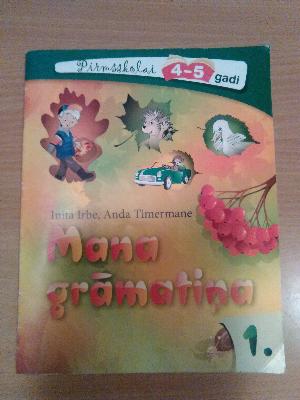 Pirmsskolai 4-5 gadi
Inita Irbe, Anda Timermane
Mana
grāmatiņa
1.